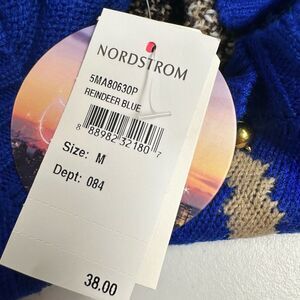 NORDSTROM
5MA80630P
REINDEER BLUE
8 88982 32180 7
Size: M
Dept: 084
38.00